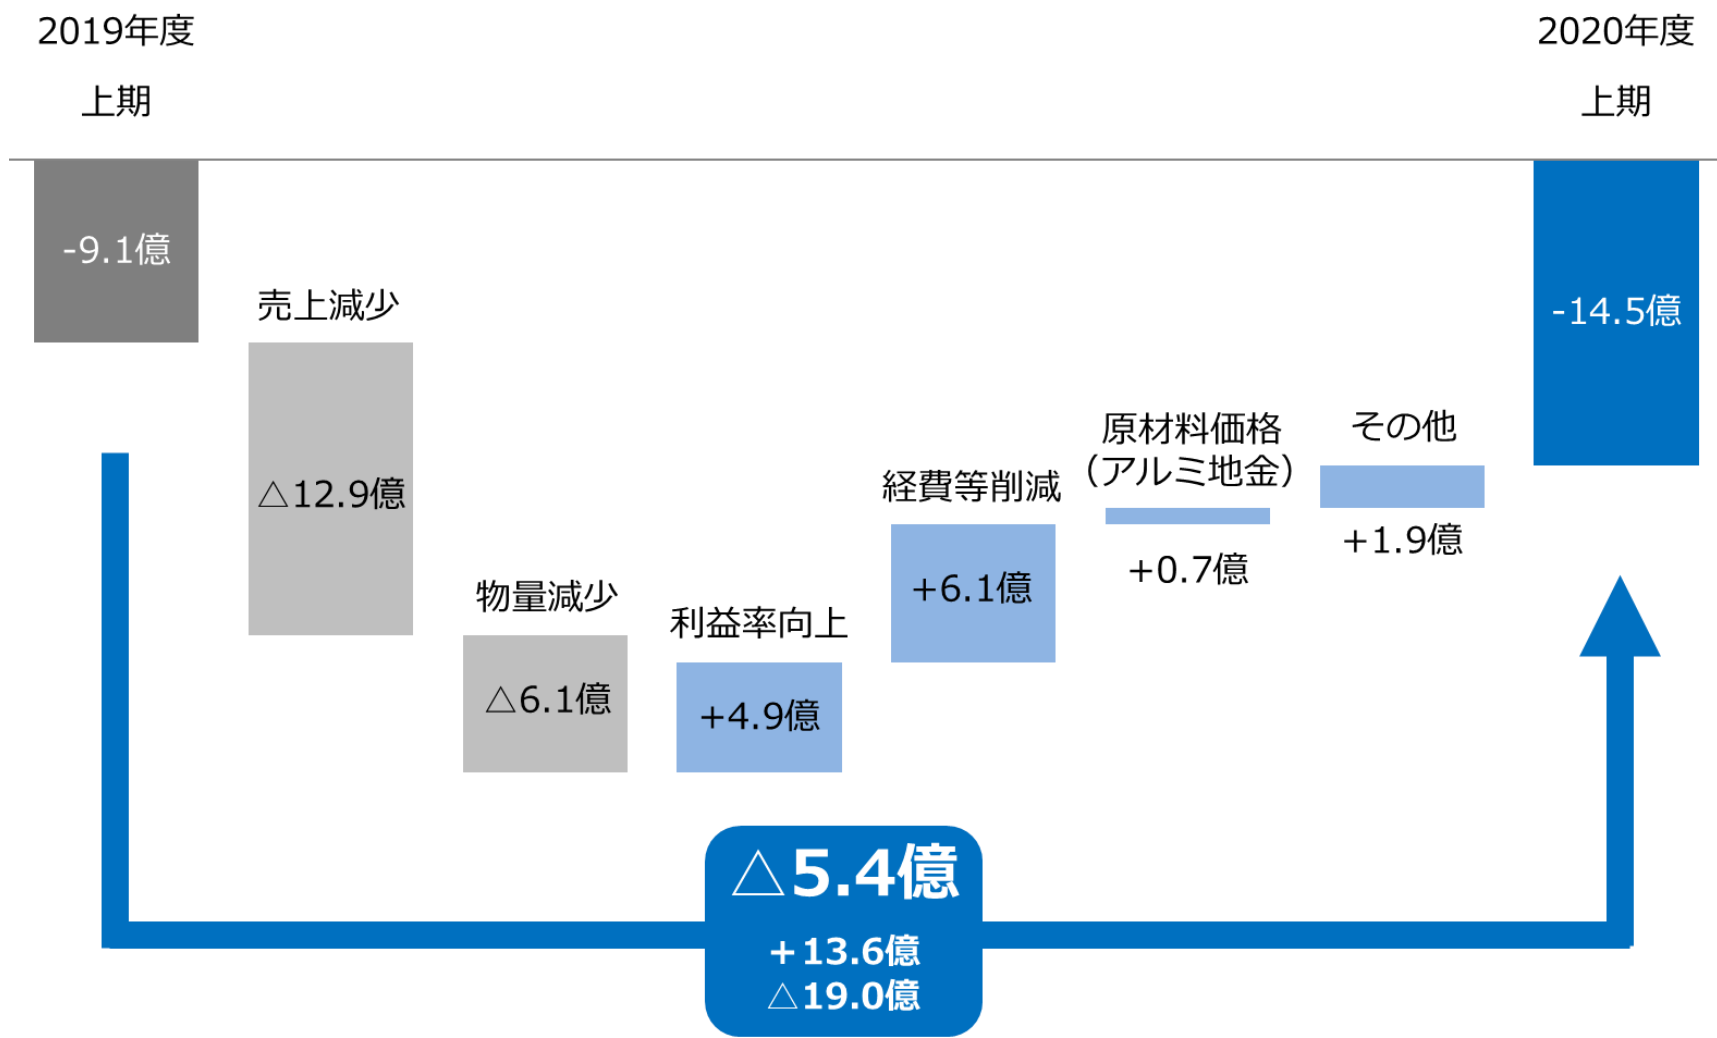 2019年度
上期
2020年度
上期
-9.1億
売上減少
△12.9億
物量減少
△6.1億
利益率向上
+4.9億
経費等削減
+6.1億
原材料価格
（アルミ地金）
+0.7億
その他
+1.9億
-14.5億
△5.4億
+13.6億
△19.0億